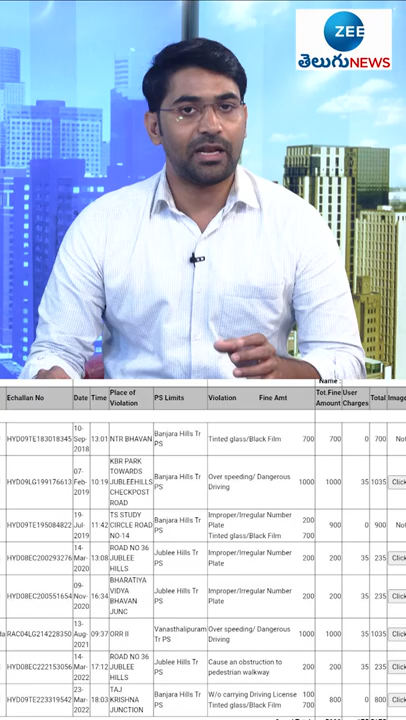 ZEE
తెలుగు NEWS
Name :
Echallan No Date Time Place of Violation PS Limits Violation Fine Amt Tot.Fine Amount User Charges Total Image
HYD09TE183018345 10-Sep-2018 13:01 NTR BHAVAN Banjara Hills Tr PS Tinted glass/Black Film 700 700 0 700 Not
HYD09LG199176613 07-Feb-2019 10:19 KBR PARK TOWARDS JUBLEEHILLS CHECKPOST ROAD Banjara Hills Tr PS Over speeding/ Dangerous Driving 1000 1000 35 1035 Click
HYD09TE195084822 19-Jul-2019 11:42 TS STUDY CIRCLE ROAD NO-14 Banjara Hills Tr PS Improper/Irregular Number Plate 200 Tinted glass/Black Film 700 900 0 900 Not
HYD08EC200293276 14-Mar-2020 13:08 ROAD NO 36 JUBLEE HILLS Jublee Hills Tr PS Improper/Irregular Number Plate 200 200 35 235 Click
HYD08EC200551654 09-Nov-2020 16:34 BHARATIYA VIDYA BHAVAN JUNC Jublee Hills Tr PS Improper/Irregular Number Plate 200 200 35 235 Click
RAC04LG214228350 13-Aug-2021 09:37 ORR II Vanasthalipuram Tr PS Over speeding/ Dangerous Driving 1000 1000 35 1035 Click
HYD08EC222153056 14-Mar-2022 17:12 ROAD NO 36 JUBLEE HILLS Jublee Hills Tr PS Cause an obstruction to pedestrian walkway 200 200 35 235 Click
HYD09TE223319542 23-Mar-2022 18:03 TAJ KRISHNA JUNCTION Banjara Hills Tr PS W/o carrying Driving License 100 Tinted glass/Black Film 700 800 0 800 Not